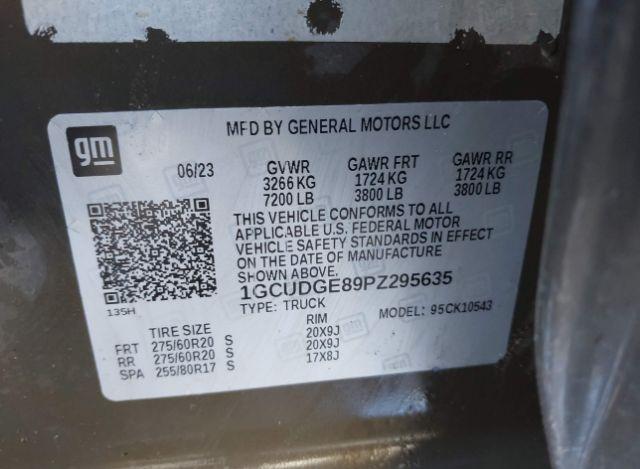 gm
MFD BY GENERAL MOTORS LLC
06/23 GVWR GAWR FRT GAWR RR
3266 KG 1724 KG 1724 KG
7200 LB 3800 LB 3800 LB
THIS VEHICLE CONFORMS TO ALL
APPLICABLE U.S. FEDERAL MOTOR
VEHICLE SAFETY STANDARDS IN EFFECT
ON THE DATE OF MANUFACTURE
SHOWN ABOVE.
135H 1GCUDGE89PZ295635
TYPE: TRUCK MODEL: 95CK10543
TIRE SIZE RIM
FRT 275/60R20 S 20X9J
RR 275/60R20 S 20X9J
SPA 255/80R17 S 17X8J